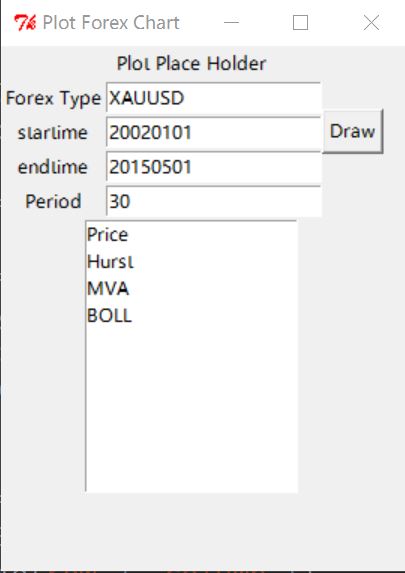 Plot Forex Chart
Plot Place Holder
Forex Type XAUUSD
startime 20020101 Draw
endtime 20150501
Period 30
Price
Hurst
MVA
BOLL